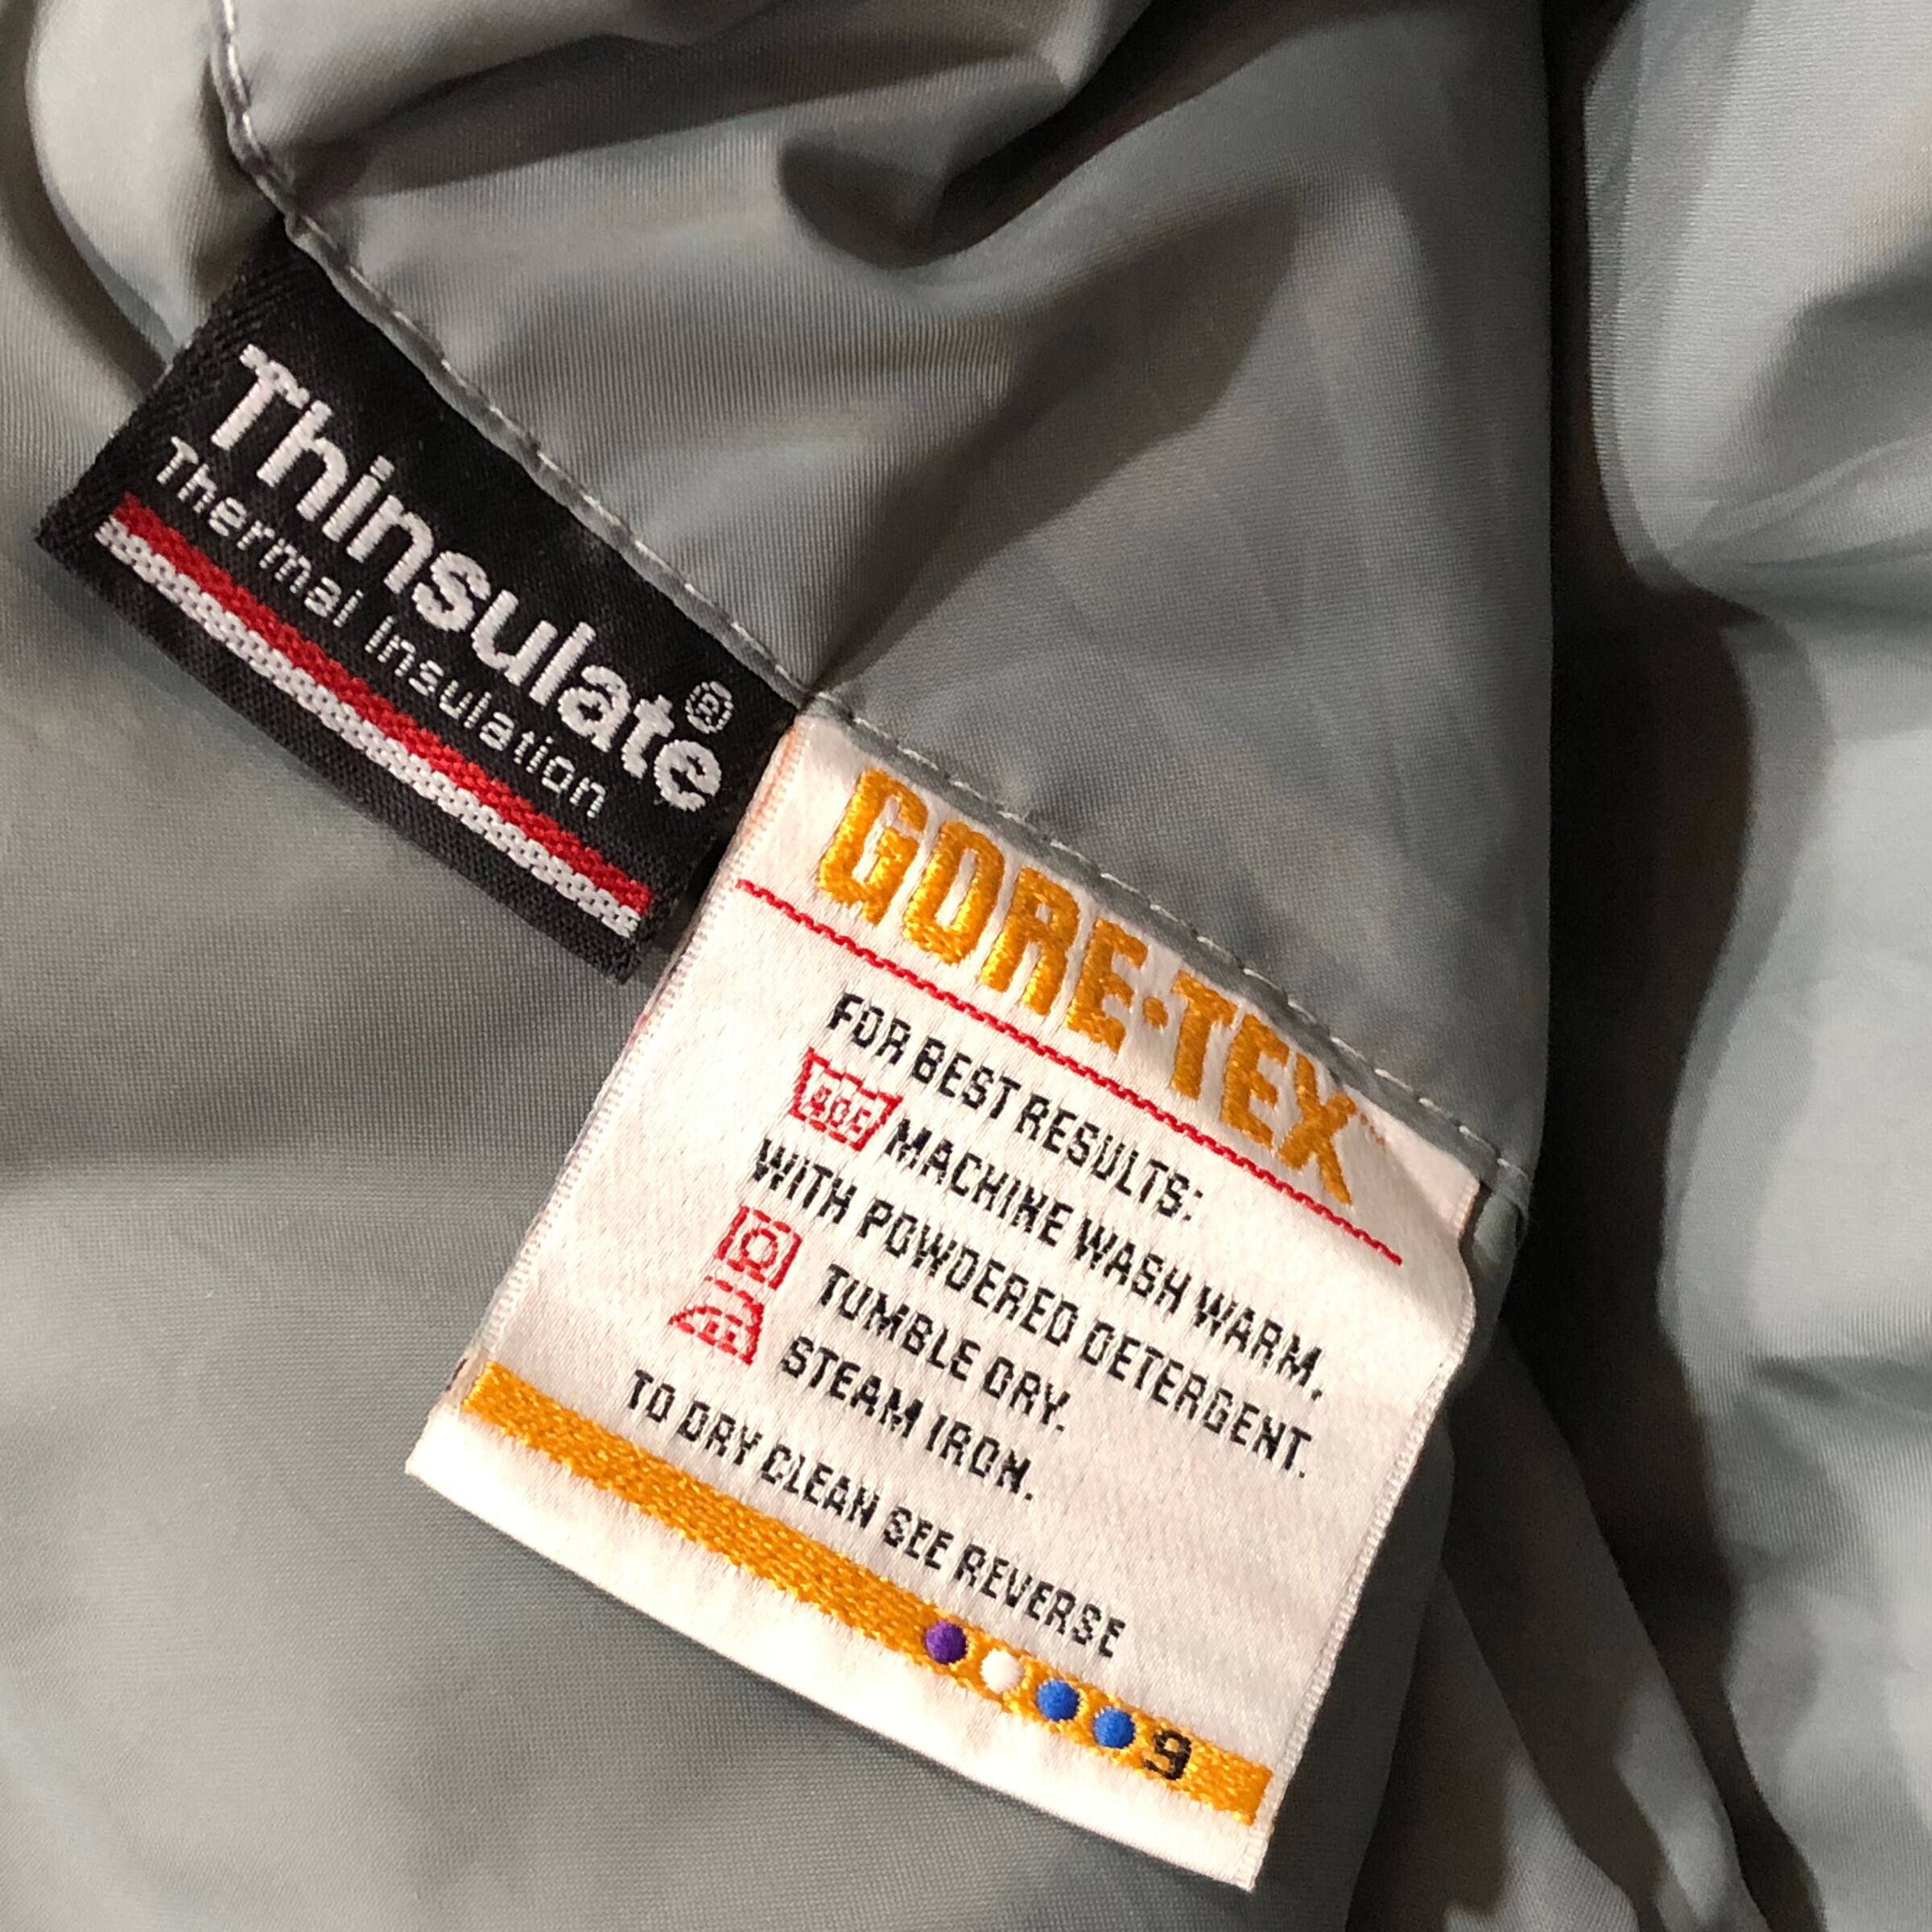 Thinsulate®
Thermal Insulation
GORE-TEX™
FOR BEST RESULTS:
40C MACHINE WASH WARM,
WITH POWDERED DETERGENT.
TUMBLE DRY.
STEAM IRON.
TO DRY CLEAN SEE REVERSE
9